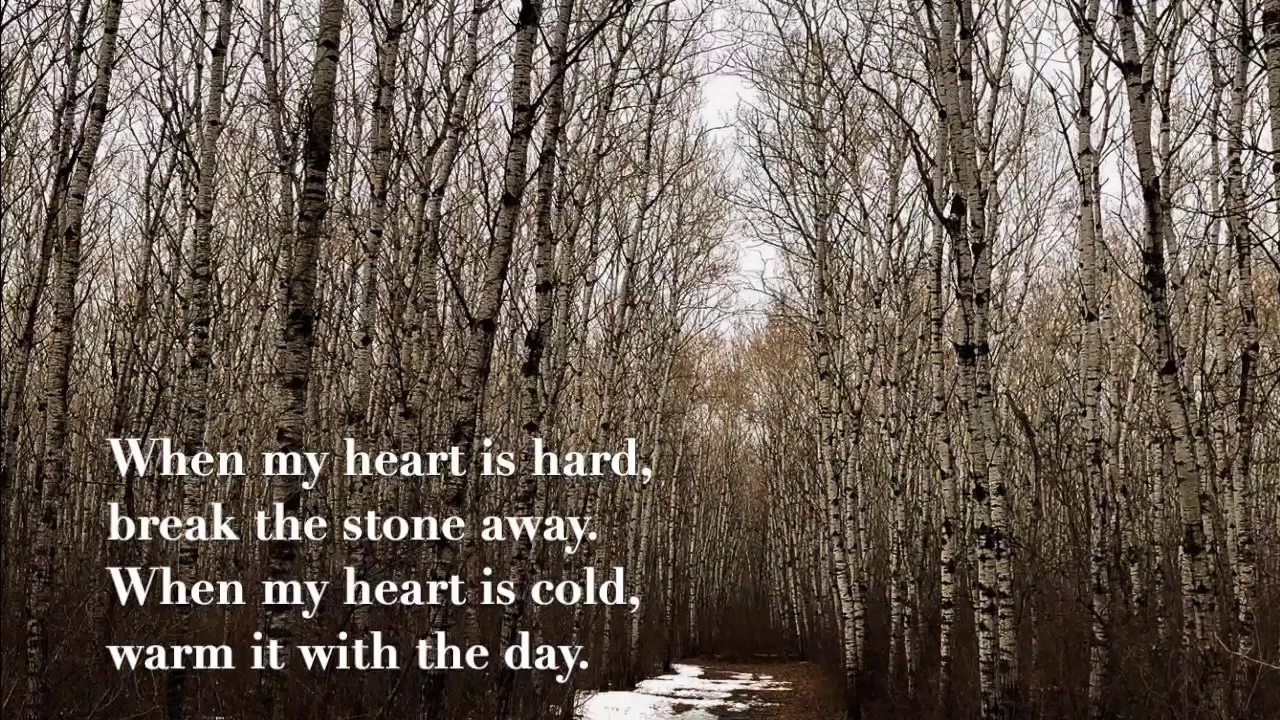 When my heart is hard,
break the stone away.
When my heart is cold,
warm it with the day.